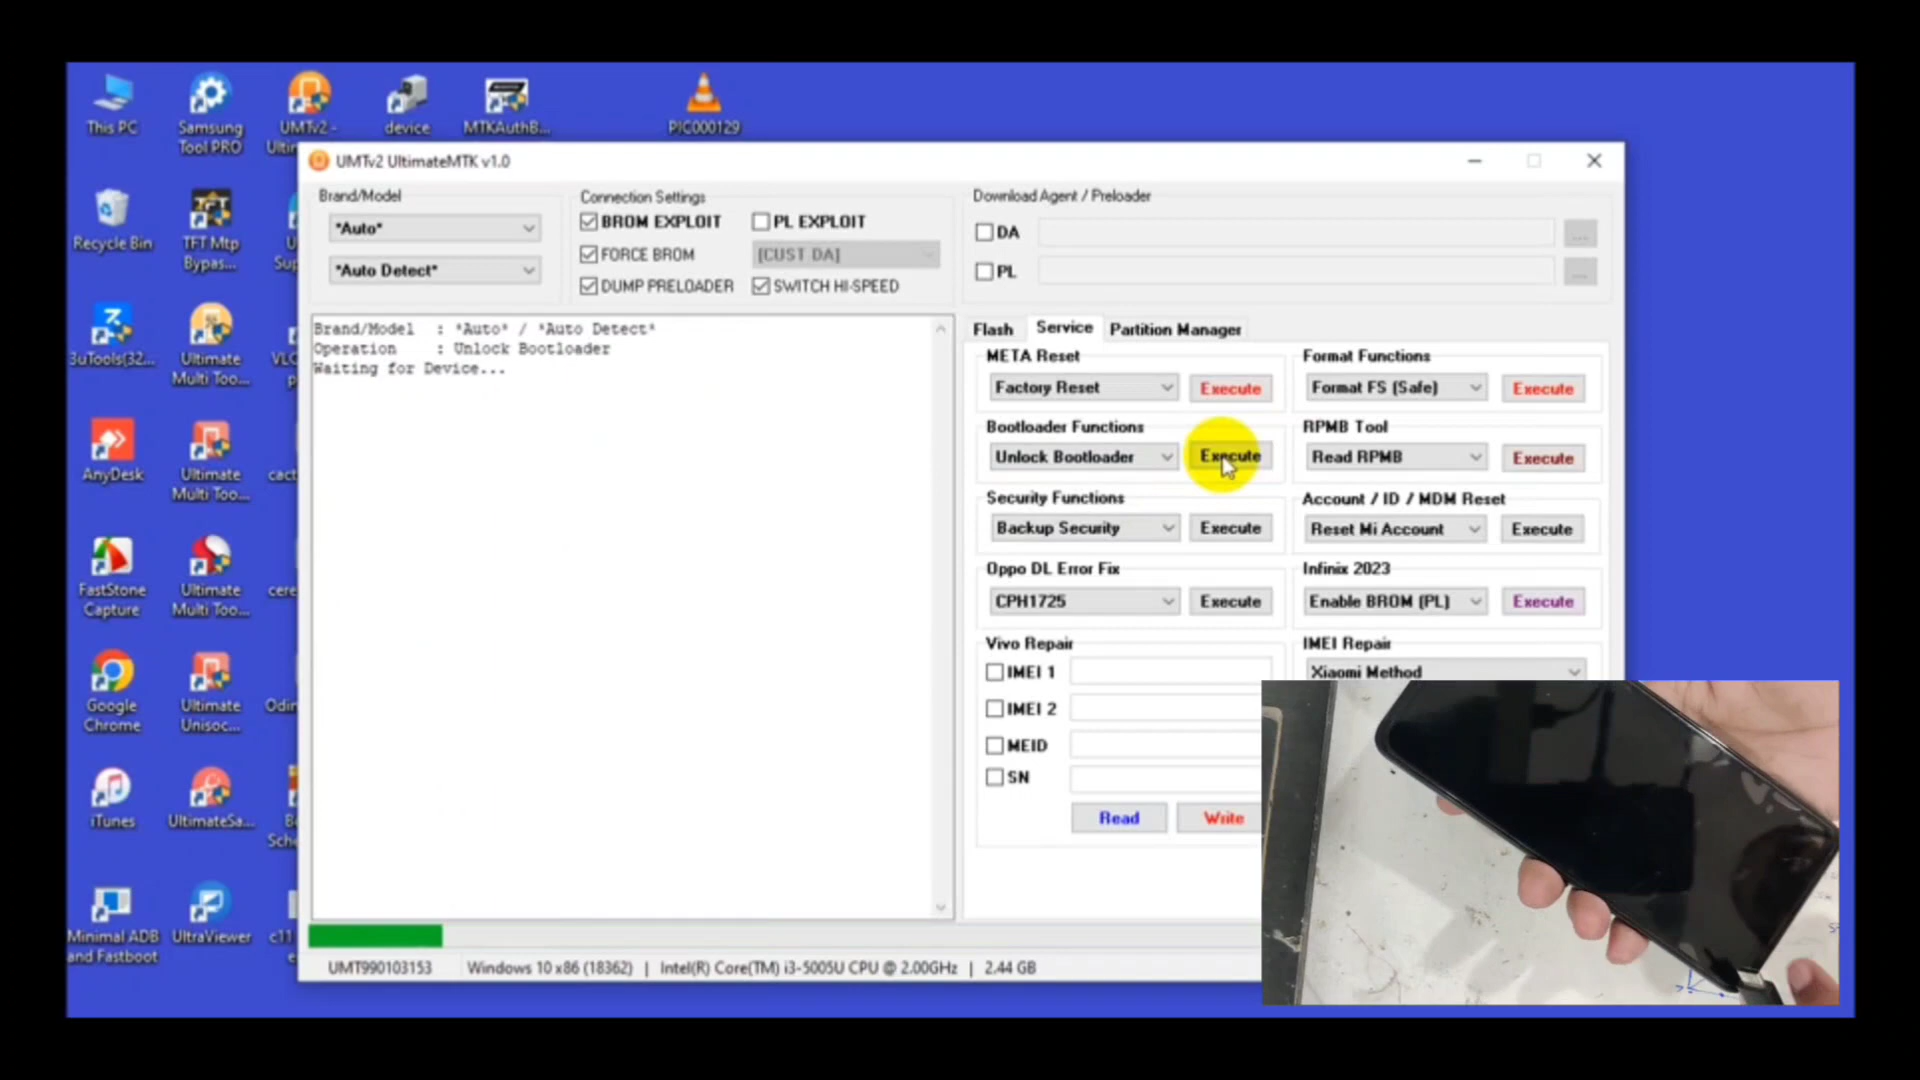 This PC
Samsung
Tool PRO
UMTv2 -
Ultin
device
MTKAuthB...
PIC000129
Recycle Bin
TFT Mtp
Bypas...
3uTools(32...
Ultimate
Multi Too...
VLC
AnyDesk
Ultimate
Multi Too...
cact
FastStone
Capture
Ultimate
Multi Too...
cere
Google
Chrome
Ultimate
Unisoc...
Odin
iTunes
UltimateSa...
Sche
Minimal ADB
and Fastboot
UltraViewer
c11
UMTv2 UltimateMTK v1.0
Brand/Model
*Auto*
*Auto Detect*
Connection Settings
BROM EXPLOIT
PL EXPLOIT
FORCE BROM
[CUST DA]
DUMP PRELOADER
SWITCH HI-SPEED
Download Agent / Preloader
DA
...
PL
...
Brand/Model : *Auto* / *Auto Detect*
Operation : Unlock Bootloader
Waiting for Device...
Flash
Service
Partition Manager
META Reset
Factory Reset
Execute
Format Functions
Format FS (Safe)
Execute
Bootloader Functions
Unlock Bootloader
Execute
RPMB Tool
Read RPMB
Execute
Security Functions
Backup Security
Execute
Account / ID / MDM Reset
Reset Mi Account
Execute
Oppo DL Error Fix
CPH1725
Execute
Infinix 2023
Enable BROM (PL)
Execute
Vivo Repair
IMEI 1
IMEI 2
MEID
SN
Read
Write
IMEI Repair
Xiaomi Method
UMT990103153
Windows 10 x86 (18362) | Intel(R) Core(TM) i3-5005U CPU @ 2.00GHz | 2.44 GB